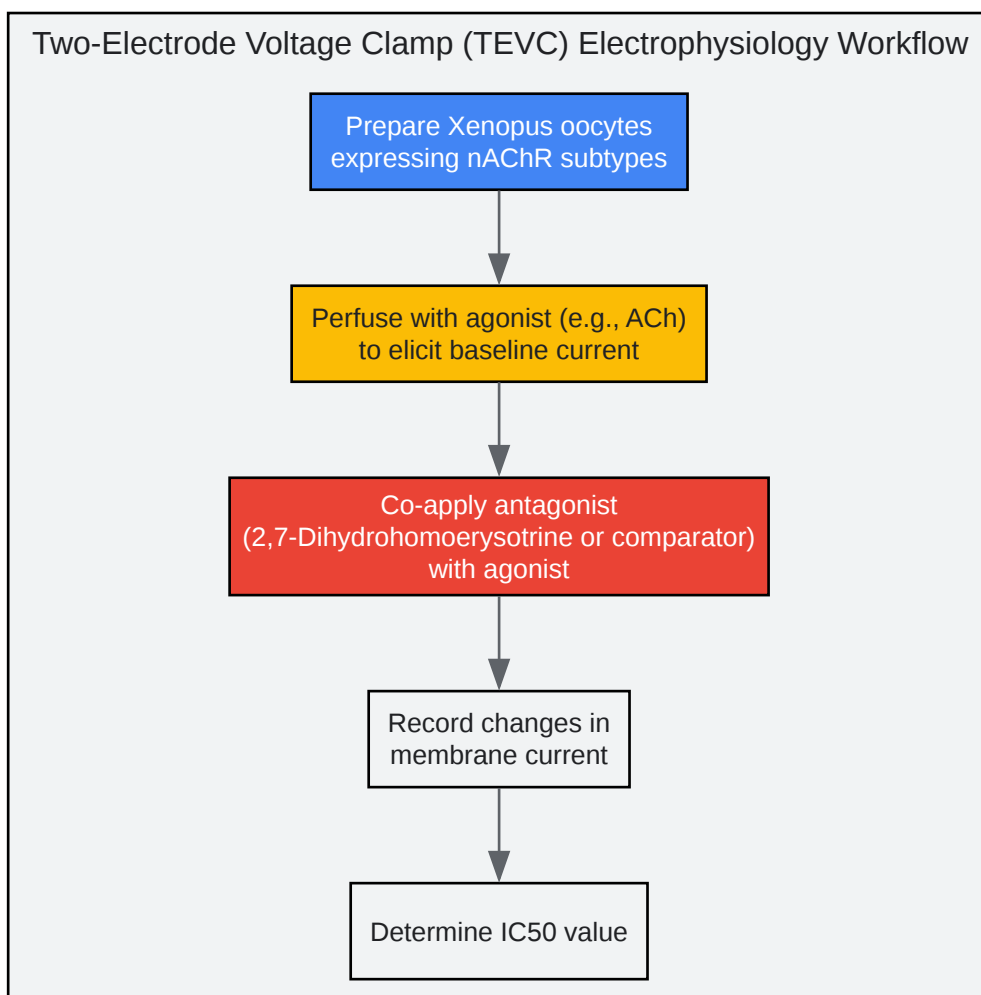 Two-Electrode Voltage Clamp (TEVC) Electrophysiology Workflow
Prepare Xenopus oocytes
expressing nAChR subtypes
Perfuse with agonist (e.g., ACh)
to elicit baseline current
Co-apply antagonist
(2,7-Dihydrohomoerysotrine or comparator)
with agonist
Record changes in
membrane current
Determine IC50 value